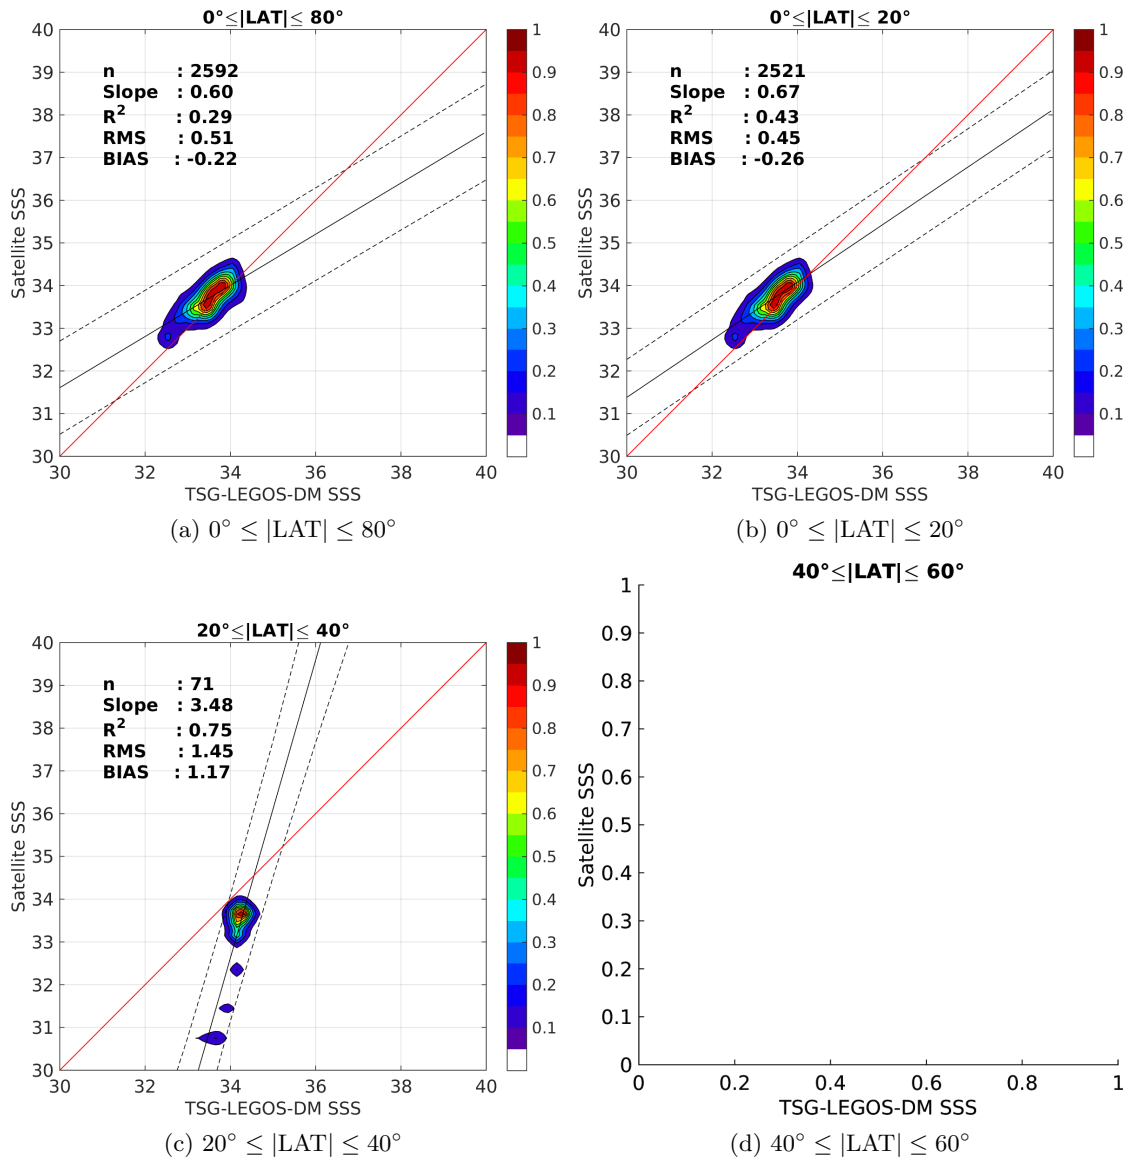 0°≤|LAT|≤ 80°
n : 2592
Slope : 0.60
R2 : 0.29
RMS : 0.51
BIAS : -0.22
40
39
38
37
36
35
34
33
32
31
30
30 32 34 36 38 40
Satellite SSS
TSG-LEGOS-DM SSS
1
0.9
0.8
0.7
0.6
0.5
0.4
0.3
0.2
0.1
(a) 0° ≤ |LAT| ≤ 80°
0°≤|LAT|≤ 20°
n : 2521
Slope : 0.67
R2 : 0.43
RMS : 0.45
BIAS : -0.26
40
39
38
37
36
35
34
33
32
31
30
30 32 34 36 38 40
Satellite SSS
TSG-LEGOS-DM SSS
1
0.9
0.8
0.7
0.6
0.5
0.4
0.3
0.2
0.1
(b) 0° ≤ |LAT| ≤ 20°
20°≤|LAT|≤ 40°
n : 71
Slope : 3.48
R2 : 0.75
RMS : 1.45
BIAS : 1.17
40
39
38
37
36
35
34
33
32
31
30
30 32 34 36 38 40
Satellite SSS
TSG-LEGOS-DM SSS
1
0.9
0.8
0.7
0.6
0.5
0.4
0.3
0.2
0.1
(c) 20° ≤ |LAT| ≤ 40°
40°≤|LAT|≤ 60°
1
0.9
0.8
0.7
0.6
0.5
0.4
0.3
0.2
0.1
0
0 0.2 0.4 0.6 0.8 1
Satellite SSS
TSG-LEGOS-DM SSS
(d) 40° ≤ |LAT| ≤ 60°